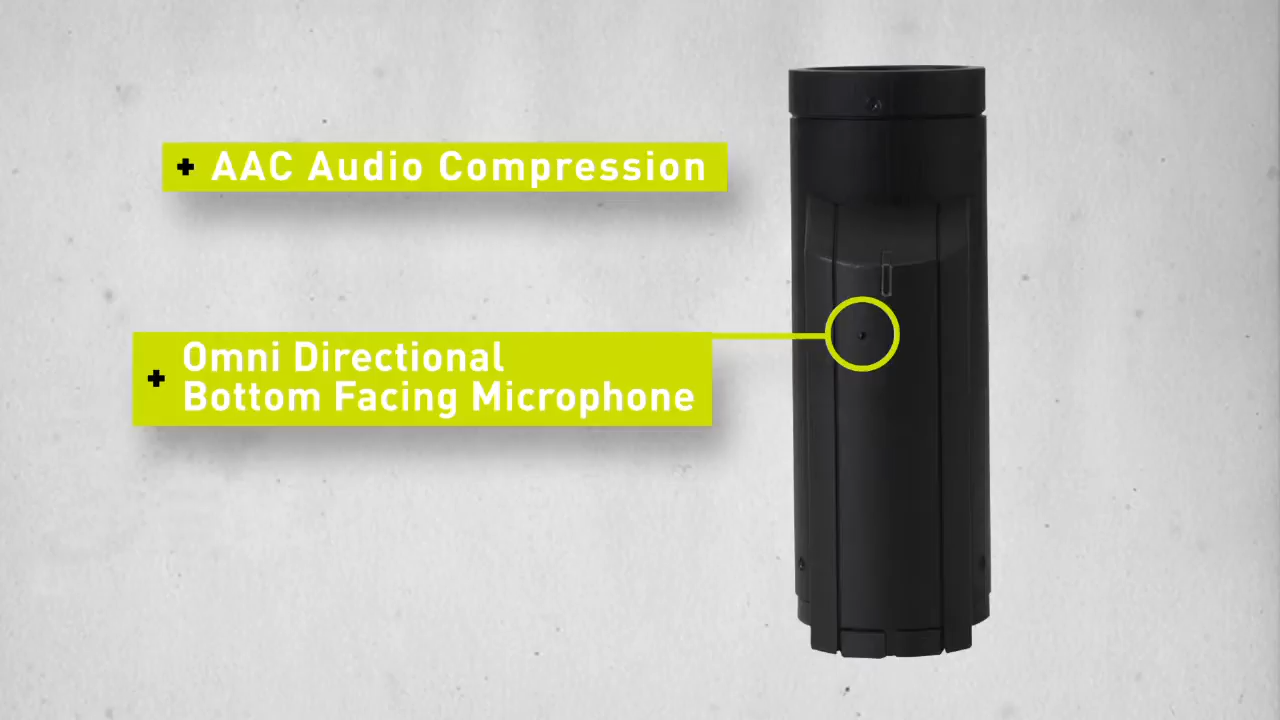 + AAC Audio Compression
+ Omni Directional
Bottom Facing Microphone